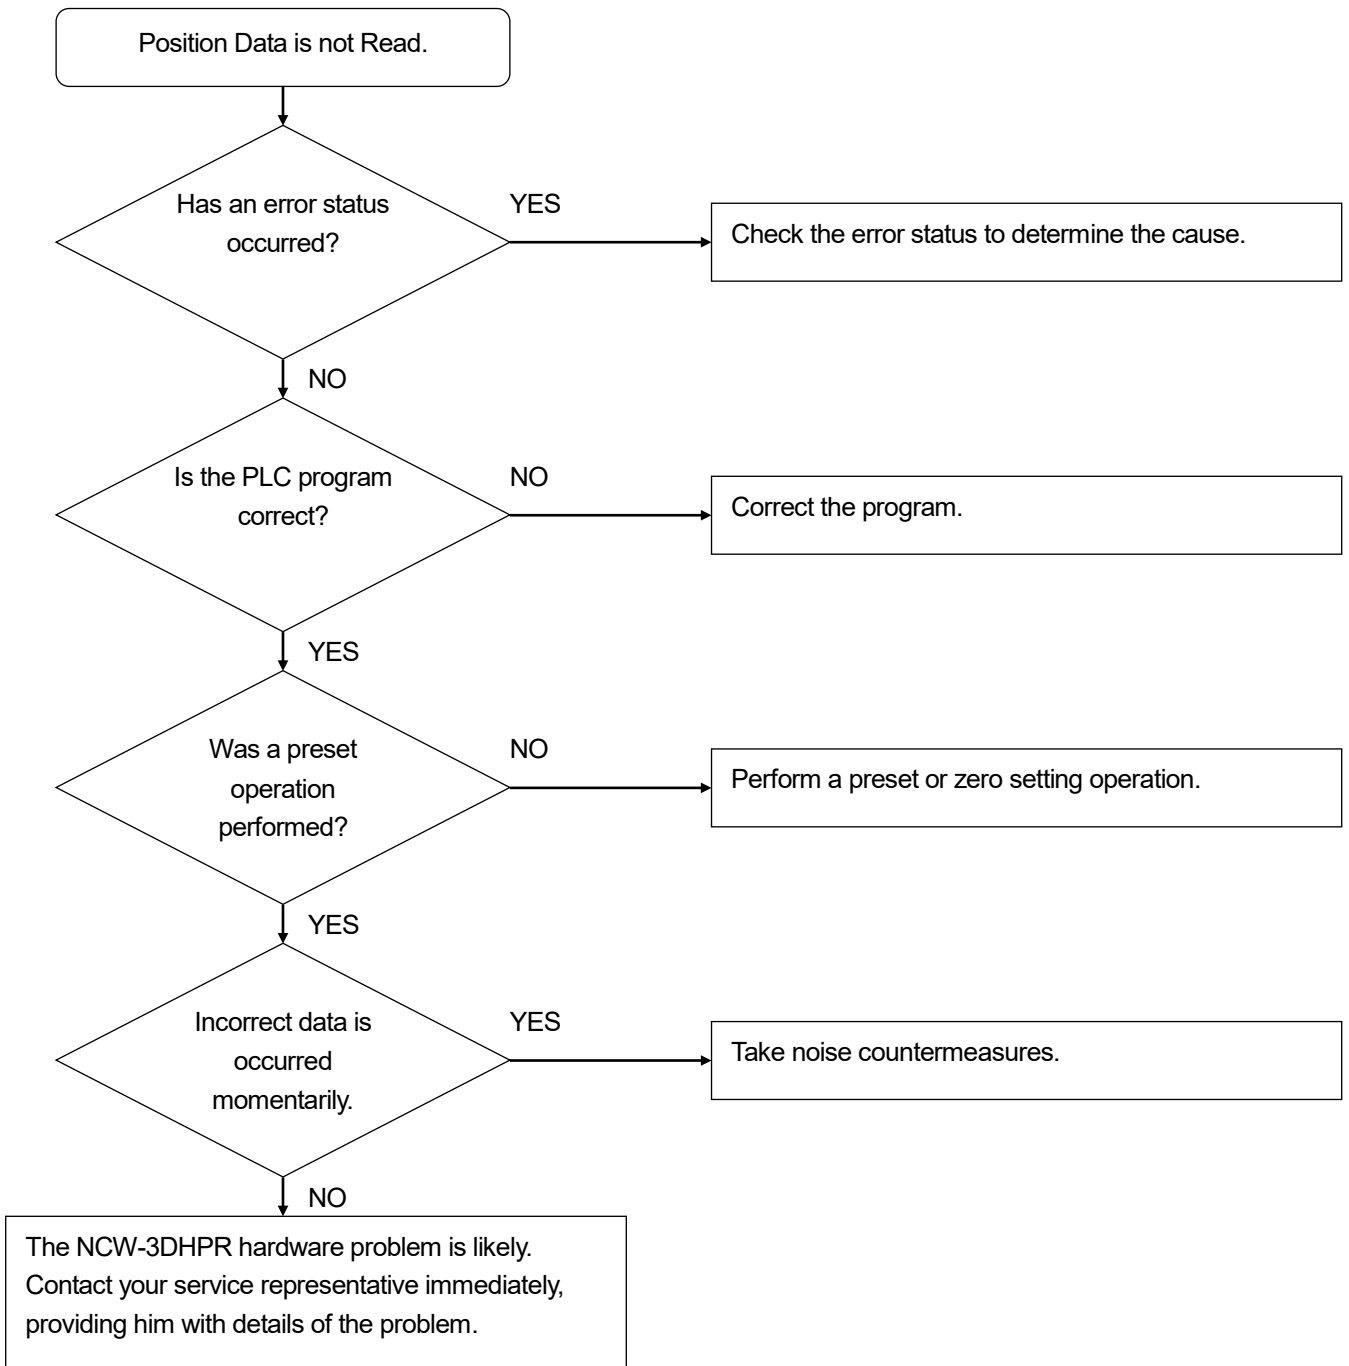 Position Data is not Read.
Has an error status
occurred?
YES
Check the error status to determine the cause.
NO
Is the PLC program
correct?
NO
Correct the program.
YES
Was a preset
operation
performed?
NO
Perform a preset or zero setting operation.
YES
Incorrect data is
occurred
momentarily.
YES
Take noise countermeasures.
NO
The NCW-3DHPR hardware problem is likely.
Contact your service representative immediately,
providing him with details of the problem.